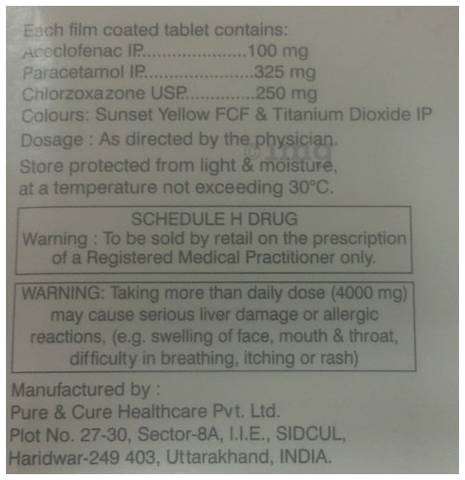 Each film coated tablet contains:
Aceclofenac IP.....................100 mg
Paracetamol IP......................325 mg
Chlorzoxazone USP..............250 mg
Colours: Sunset Yellow FCF & Titanium Dioxide IP
Dosage : As directed by the physician.
Store protected from light & moisture,
at a temperature not exceeding 30°C.
SCHEDULE H DRUG
Warning : To be sold by retail on the prescription
of a Registered Medical Practitioner only.
WARNING: Taking more than daily dose (4000 mg)
may cause serious liver damage or allergic
reactions, (e.g. swelling of face, mouth & throat,
difficulty in breathing, itching or rash)
Manufactured by :
Pure & Cure Healthcare Pvt. Ltd.
Plot No. 27-30, Sector-8A, I.I.E., SIDCUL,
Haridwar-249 403, Uttarakhand, INDIA.